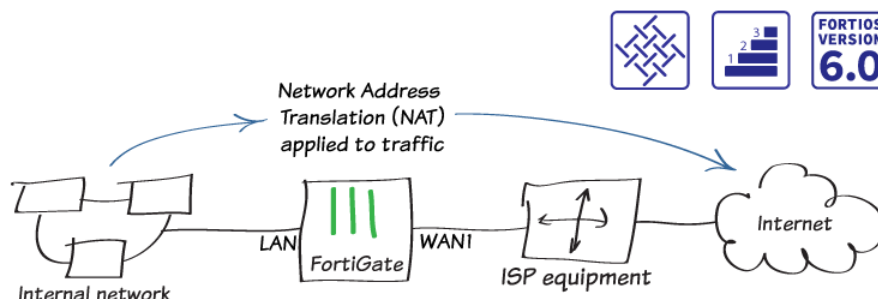 FORTIOS
VERSION
6.0
3
2
1
Network Address
Translation (NAT)
applied to traffic
LAN
FortiGate
WAN1
ISP equipment
Internet
Internal network